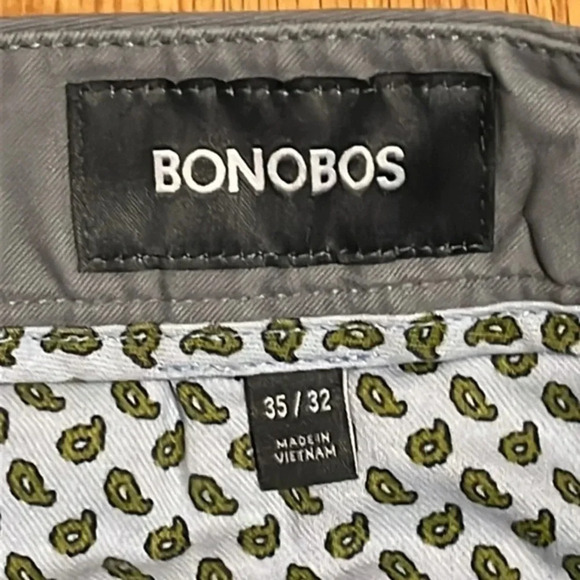 BONOBOS
35 / 32
MADE IN
VIETNAM